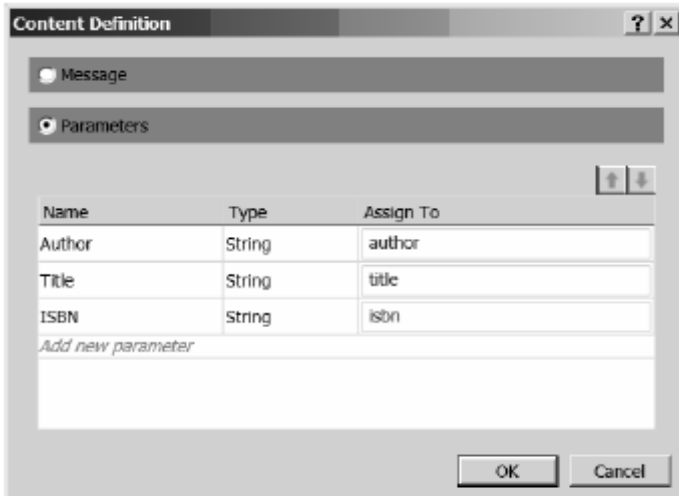 Content Definition
Message
Parameters
Name Type Assign To
Author String author
Title String title
ISBN String isbn
Add new parameter
OK Cancel